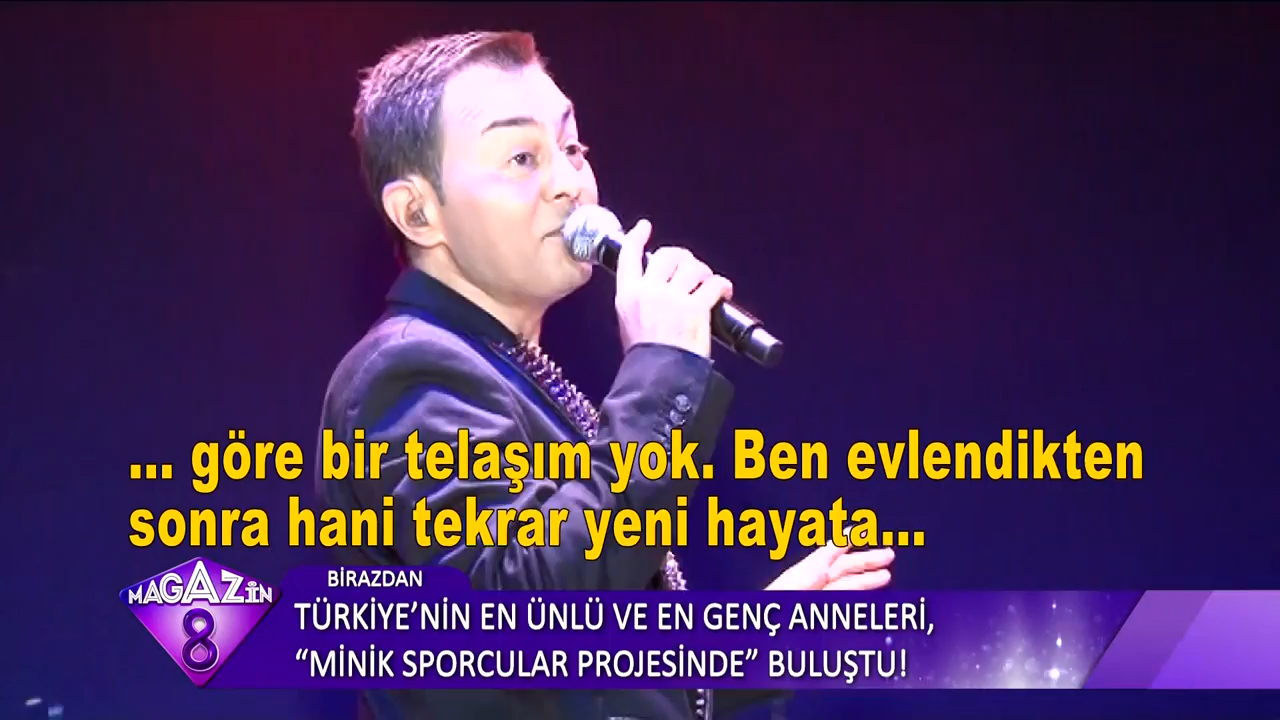 ... göre bir telaşım yok. Ben evlendikten
sonra hani tekrar yeni hayata...
BİRAZDAN
MAGAZİN
8
TÜRKİYE'NİN EN ÜNLÜ VE EN GENÇ ANNELERİ,
“MİNİK SPORCULAR PROJESİNDE” BULUŞTU!